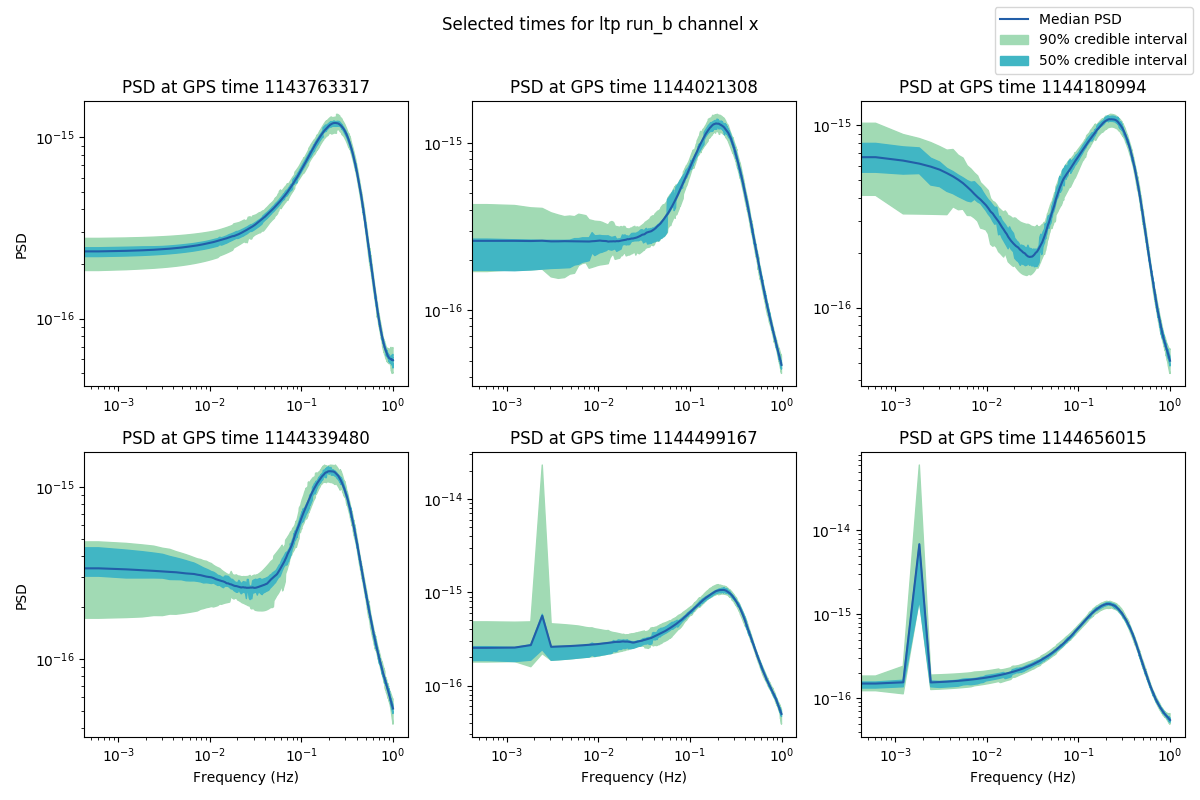 Selected times for ltp run_b channel x
Median PSD
90% credible interval
50% credible interval
PSD at GPS time 1143763317
PSD at GPS time 1144021308
PSD at GPS time 1144180994
PSD
10⁻¹⁵
10⁻¹⁶
10⁻³ 10⁻² 10⁻¹ 10⁰
10⁻¹⁵
10⁻¹⁶
10⁻³ 10⁻² 10⁻¹ 10⁰
10⁻¹⁵
10⁻¹⁶
10⁻³ 10⁻² 10⁻¹ 10⁰
PSD at GPS time 1144339480
PSD at GPS time 1144499167
PSD at GPS time 1144656015
PSD
10⁻¹⁵
10⁻¹⁶
10⁻³ 10⁻² 10⁻¹ 10⁰
Frequency (Hz)
10⁻¹⁴
10⁻¹⁵
10⁻¹⁶
10⁻³ 10⁻² 10⁻¹ 10⁰
Frequency (Hz)
10⁻¹⁴
10⁻¹⁵
10⁻¹⁶
10⁻³ 10⁻² 10⁻¹ 10⁰
Frequency (Hz)